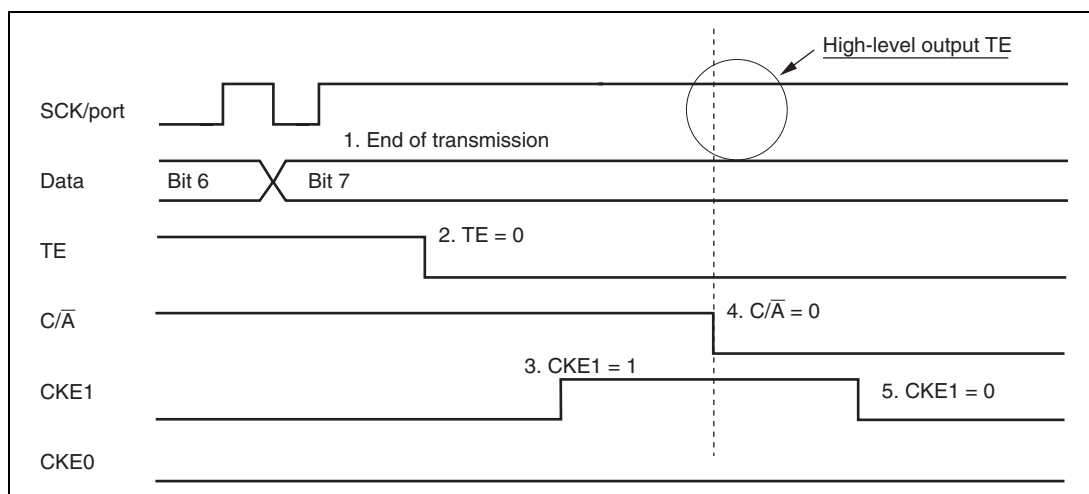 High-level output TE
SCK/port
1. End of transmission
Data
Bit 6
Bit 7
TE
2. TE = 0
C/A̅
4. C/A̅ = 0
3. CKE1 = 1
CKE1
5. CKE1 = 0
CKE0